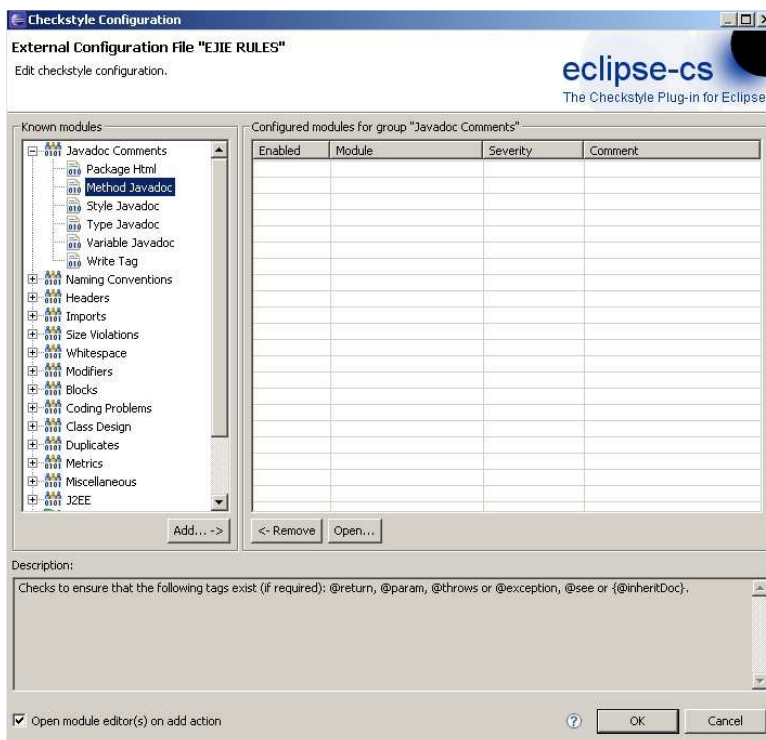 Checkstyle Configuration
External Configuration File "EJIE RULES"
Edit checkstyle configuration.
eclipse-cs
The Checkstyle Plug-in for Eclipse
Known modules
Javadoc Comments
Package Html
Method Javadoc
Style Javadoc
Type Javadoc
Variable Javadoc
Write Tag
Naming Conventions
Headers
Imports
Size Violations
Whitespace
Modifiers
Blocks
Coding Problems
Class Design
Duplicates
Metrics
Miscellaneous
J2EE
Add... ->
Configured modules for group "Javadoc Comments"
Enabled Module Severity Comment
<- Remove Open...
Description:
Checks to ensure that the following tags exist (if required): @return, @param, @throws or @exception, @see or {@inheritDoc}.
Open module editor(s) on add action
? OK Cancel